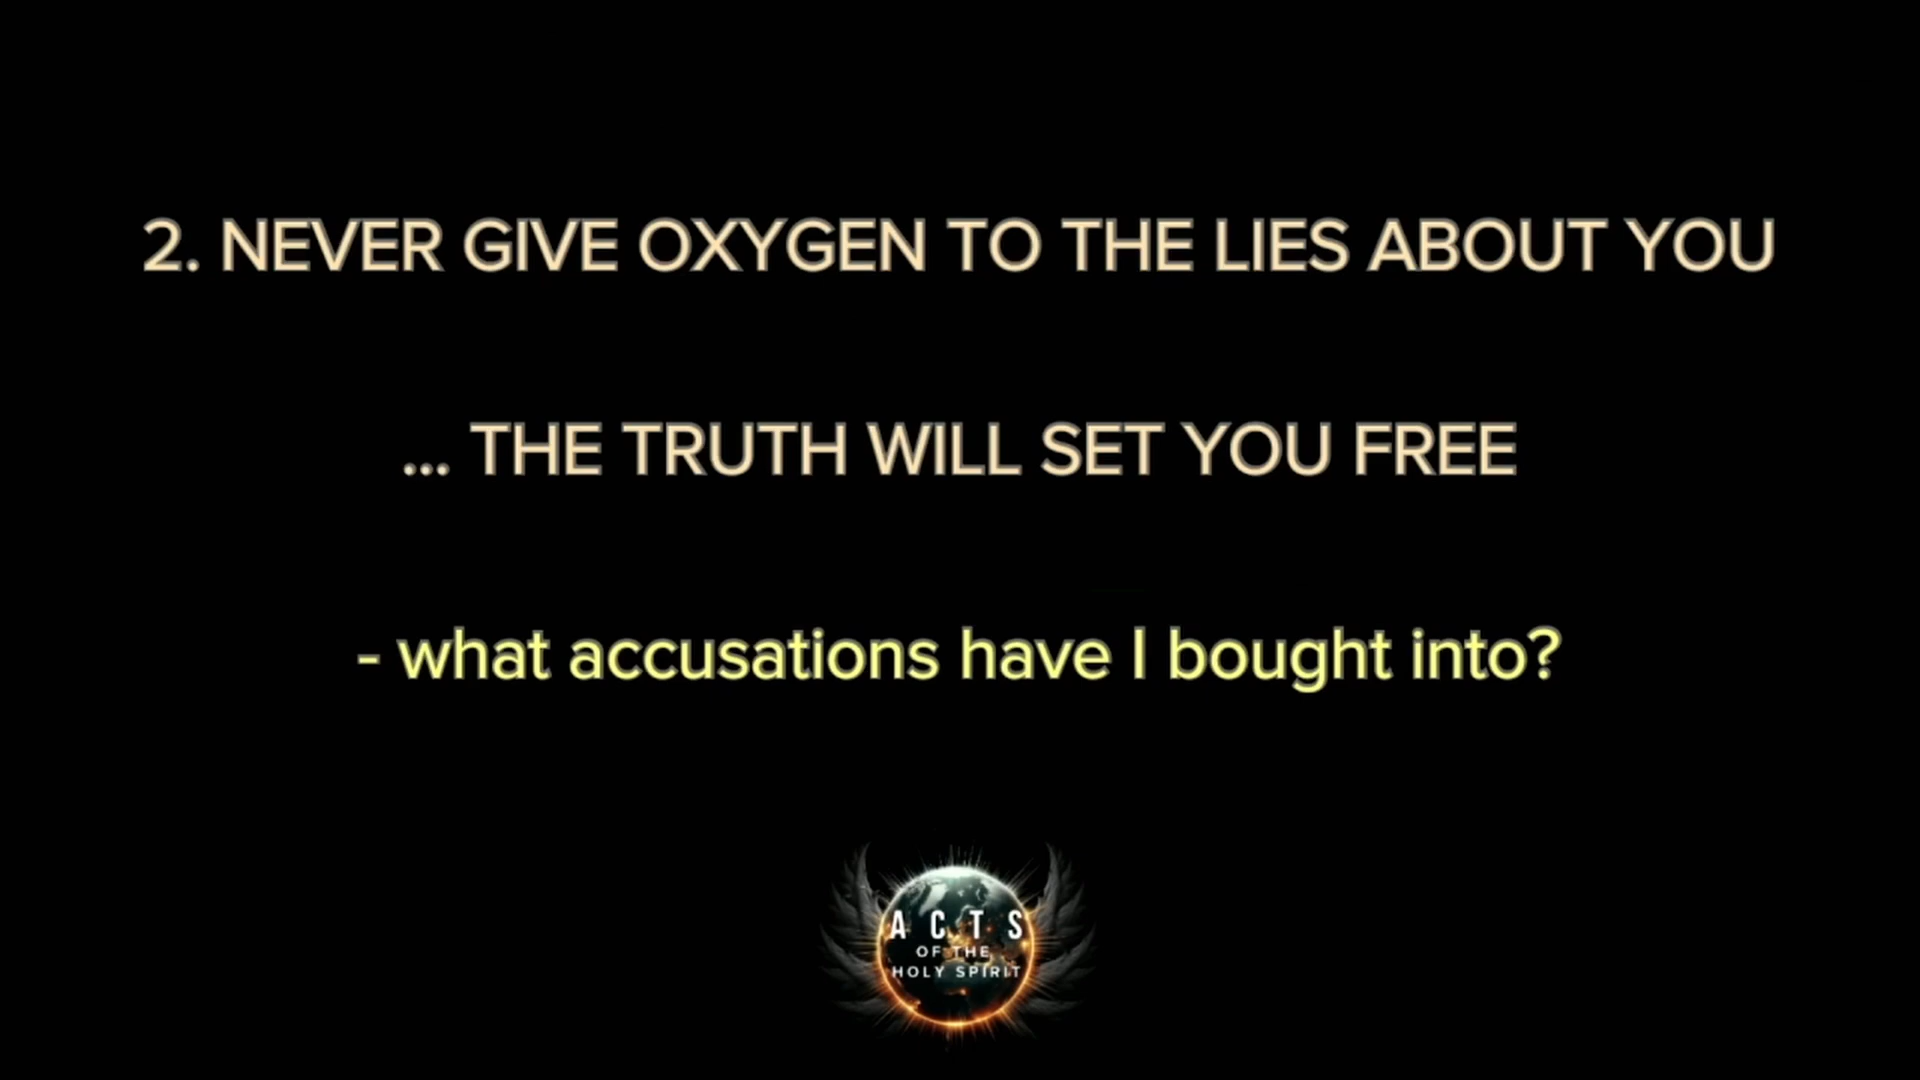 2. NEVER GIVE OXYGEN TO THE LIES ABOUT YOU
... THE TRUTH WILL SET YOU FREE
- what accusations have I bought into?
ACTS
OF THE
HOLY SPIRIT